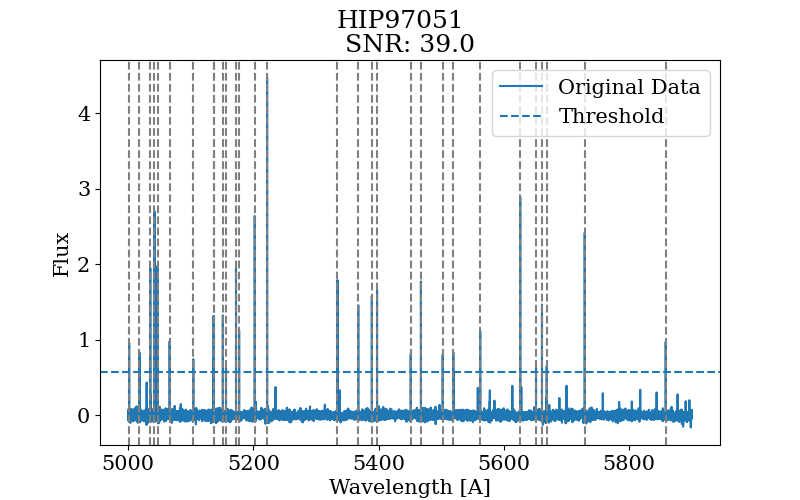 HIP97051
SNR: 39.0
Original Data
Threshold
4
3
2
1
0
Flux
5000 5200 5400 5600 5800
Wavelength [A]